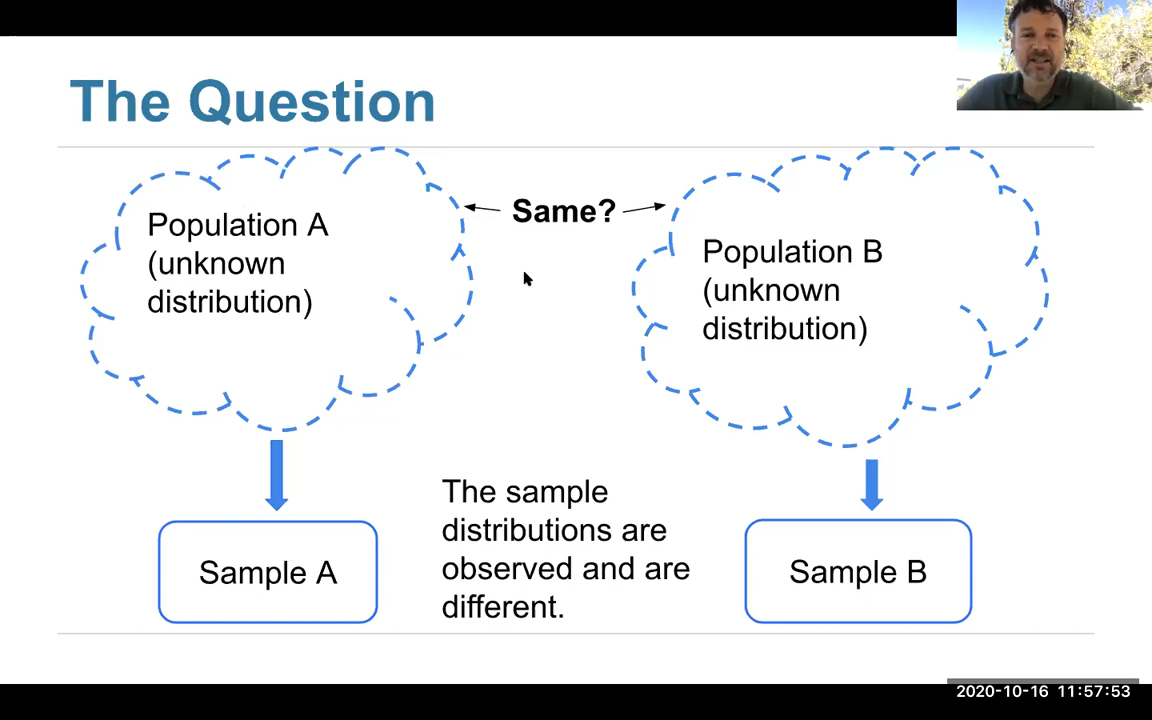 The Question
Same?
Population A
(unknown
distribution)
Population B
(unknown
distribution)
The sample
distributions are
observed and are
different.
Sample A
Sample B
2020-10-16 11:57:53